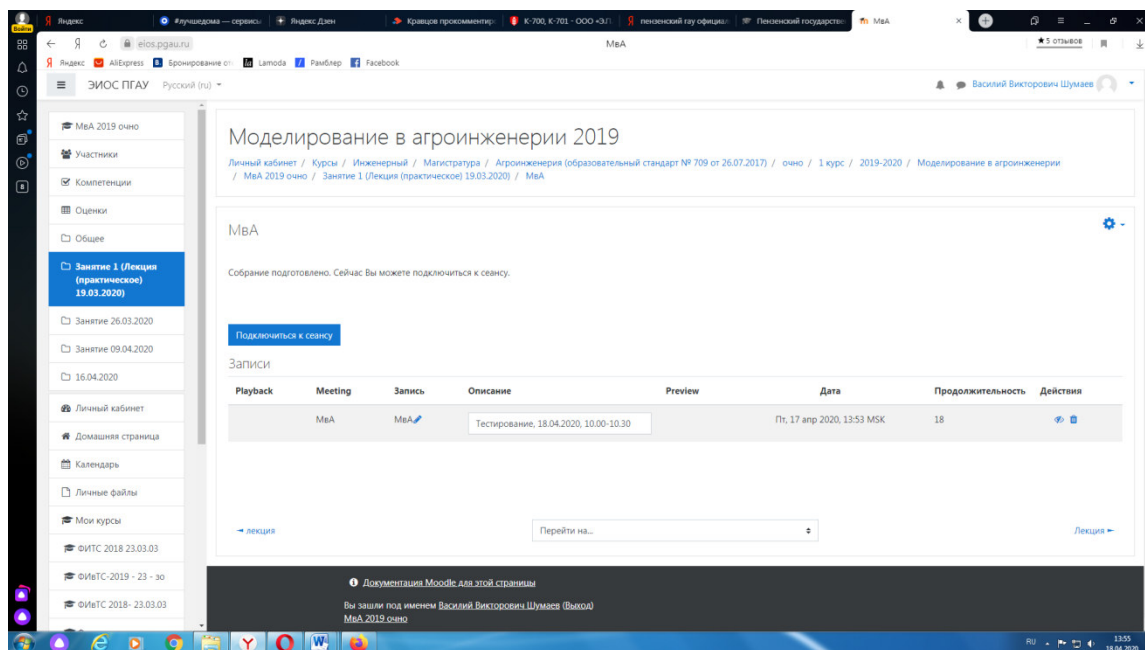 Войти
Яндекс
#лучшедома — сервисы
Яндекс Дзен
Кравцов прокомментир
К-700, К-701 - ООО «ЭЛ
пензенский гау официал
Пензенский государстве
МвА
eios.pgau.ru
МвА
★5 отзывов
Яндекс
AliExpress
Бронирование от
Lamoda
Рамблер
Facebook
ЭИОС ПГАУ
Русский (ru)
Василий Викторович Шумаев
МвА 2019 очно
Участники
Компетенции
Оценки
Общее
Занятие 1 (Лекция
(практическое)
19.03.2020)
Занятие 26.03.2020
Занятие 09.04.2020
16.04.2020
Личный кабинет
Домашняя страница
Календарь
Личные файлы
Мои курсы
ФИТС 2018 23.03.03
ФИвТС-2019 - 23 - зо
ФИвТС 2018- 23.03.03
Моделирование в агроинженерии 2019
Личный кабинет / Курсы / Инженерный / Магистратура / Агроинженерия (образовательный стандарт № 709 от 26.07.2017) / очно / 1 курс / 2019-2020 / Моделирование в агроинженерии
/ МвА 2019 очно / Занятие 1 (Лекция (практическое) 19.03.2020) / МвА
МвА
Собрание подготовлено. Сейчас Вы можете подключиться к сеансу.
Подключиться к сеансу
Записи
Playback Meeting Запись Описание Preview Дата Продолжительность Действия
МвА МвА Тестирование, 18.04.2020, 10.00-10.30 Пт, 17 апр 2020, 13:53 MSK 18
◄ лекция
Перейти на...
Лекция ►
Документация Moodle для этой страницы
Вы зашли под именем Василий Викторович Шумаев (Выход)
МвА 2019 очно
RU
13:55
18.04.2020